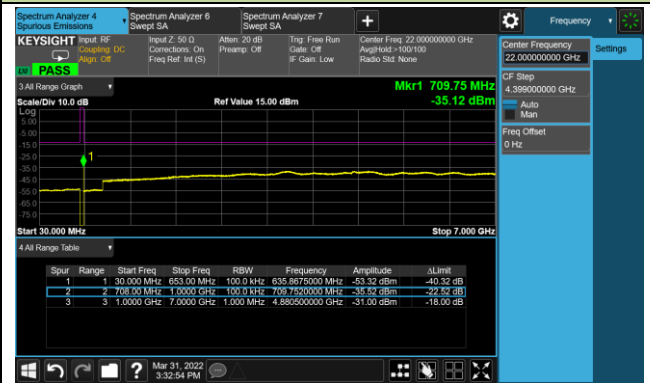 Spectrum Analyzer 4
Spurious Emissions
Spectrum Analyzer 6
Swept SA
Spectrum Analyzer 7
Swept SA
+
Frequency
KEYSIGHT
Input: RF
Coupling: DC
Align: Off
Input Z: 50 Ω
Corrections: On
Freq Ref: Int (S)
Atten: 20 dB
Preamp: Off
Trig: Free Run
Gate: Off
IF Gain: Low
Center Freq: 22.000000000 GHz
Avg|Hold:>100/100
Radio Std: None
PASS
Center Frequency
22.000000000 GHz
Settings
CF Step
4.399000000 GHz
Auto
Man
Freq Offset
0 Hz
3 All Range Graph
Mkr1 709.75 MHz
Scale/Div 10.0 dB
Ref Value 15.00 dBm
-35.12 dBm
Log
5.00
-5.00
-15.0
-25.0
-35.0
-45.0
-55.0
-65.0
-75.0
1
Start 30.000 MHz
Stop 7.000 GHz
4 All Range Table
Spur Range Start Freq Stop Freq RBW Frequency Amplitude ΔLimit
1 1 30.000 MHz 653.00 MHz 100.0 kHz 635.8675000 MHz -53.32 dBm -40.32 dB
2 2 708.00 MHz 1.0000 GHz 100.0 kHz 709.7520000 MHz -35.52 dBm -22.52 dB
3 3 1.0000 GHz 7.0000 GHz 1.000 MHz 4.880500000 GHz -31.00 dBm -18.00 dB
?
Mar 31, 2022
3:32:54 PM